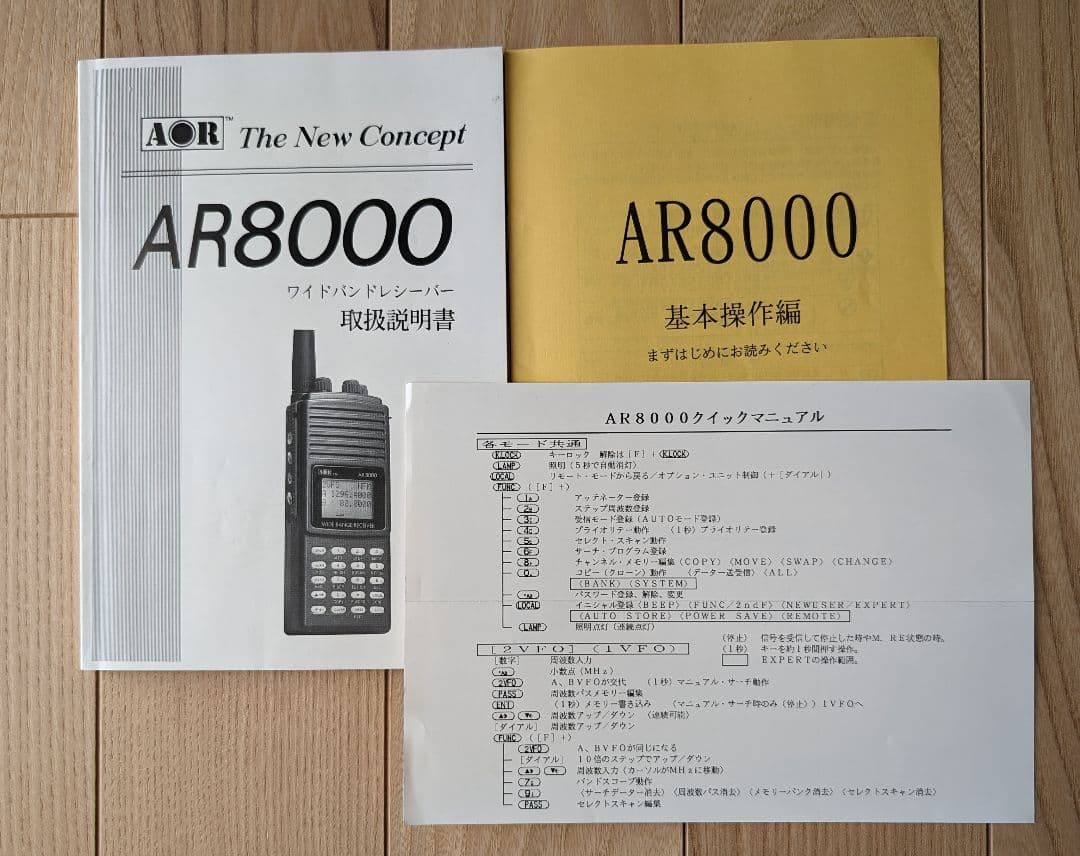 AOR™ The New Concept
AR8000
ワイドバンドレシーバー
取扱説明書
AOR
AR8000
WIDE RANGE RECEIVER
AR8000
基本操作編
まずはじめにお読みください
AR8000クイックマニュアル
各モード共通
KLOCK キーロック 解除は[F]+KLOCK
LAMP 照明(5秒で自動消灯)
LOCAL リモート・モードから戻る/オプション・ユニット制御(+[ダイアル])
FUNC ([F]+)
アッテネーター登録
ステップ周波数登録
受信モード登録(AUTOモード登録)
プライオリテー動作 (1秒)プライオリテー登録
セレクト・スキャン動作
サーチ・プログラム登録
チャンネル・メモリー編集(COPY)(MOVE)(SWAP)(CHANGE)
コピー(クローン)動作 (データー送受信)(ALL)
(BANK)(SYSTEM)
パスワード登録、解除、変更
LOCAL イニシャル登録(BEEP)(FUNC/2ndF)(NEWUSER/EXPERT)
(AUTO STORE)(POWER SAVE)(REMOTE)
LAMP 照明点灯(連続点灯)
(停止) 信号を受信して停止した時やM. RE状態の時。
(1秒) キーを約1秒間押す操作。
EXPERTの操作範囲。
[2VFO](1VFO)
[数字] 周波数入力
小数点(MHz)
2VFO A、BVFOが交代 (1秒)マニュアル・サーチ動作
PASS 周波数パスメモリー編集
ENT (1秒)メモリー書き込み (マニュアル・サーチ時のみ(停止))1VFOへ
周波数アップ/ダウン (連続可能)
[ダイアル] 周波数アップ/ダウン
FUNC ([F]+)
2VFO A、BVFOが同じになる
[ダイアル] 10倍のステップでアップ/ダウン
周波数入力(カーソルがMHzに移動)
バンドスコープ動作
(サーチデーター消去)(周波数パス消去)(メモリーバンク消去)(セレクトスキャン消去)
PASS セレクトスキャン編集